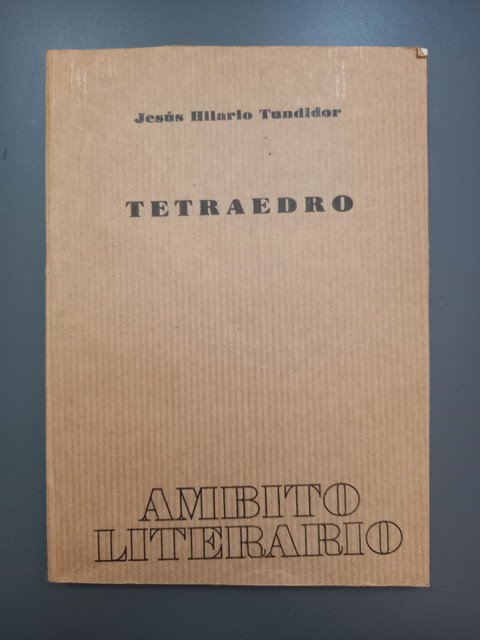 Jesús Hilario Tundidor
TETRAEDRO
AMBITO
LITERARIO